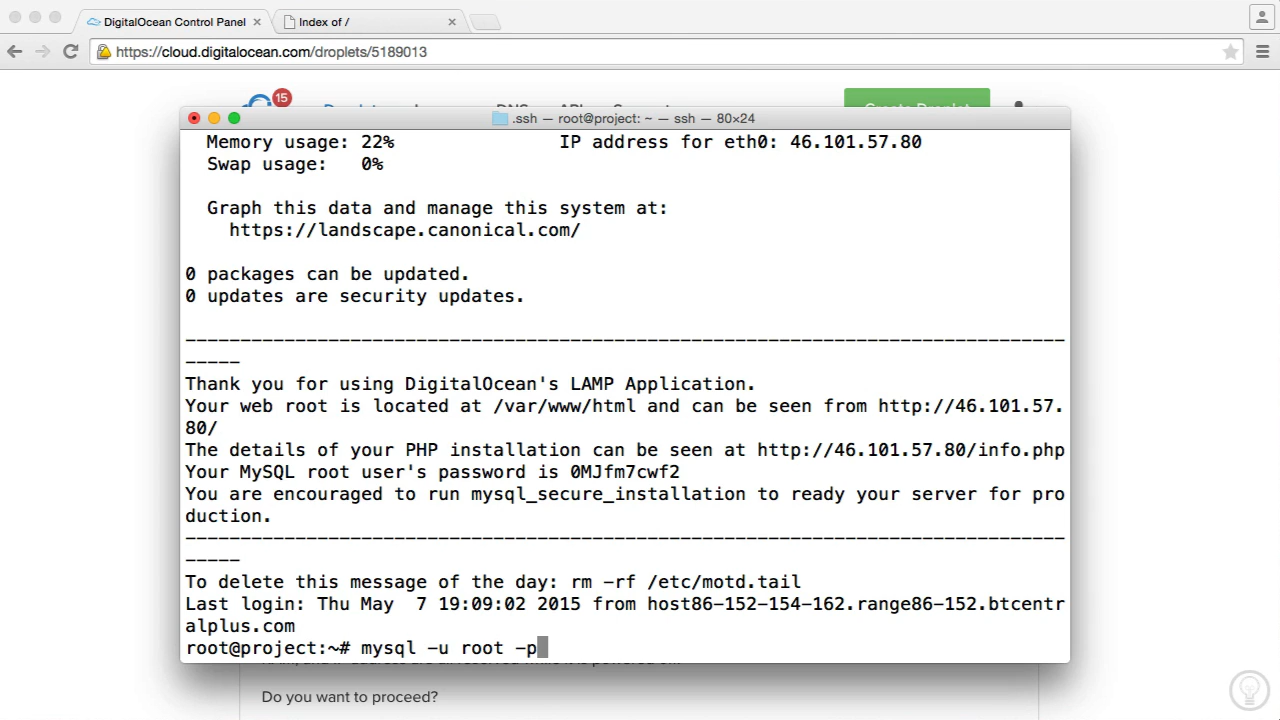 DigitalOcean Control Panel
Index of /
https://cloud.digitalocean.com/droplets/5189013
15
.ssh — root@project: ~ — ssh — 80×24
Memory usage: 22% IP address for eth0: 46.101.57.80
Swap usage: 0%
Graph this data and manage this system at:
https://landscape.canonical.com/
0 packages can be updated.
0 updates are security updates.
--------------------------------------------------------------------------------
-----
Thank you for using DigitalOcean's LAMP Application.
Your web root is located at /var/www/html and can be seen from http://46.101.57.
80/
The details of your PHP installation can be seen at http://46.101.57.80/info.php
Your MySQL root user's password is 0MJfm7cwf2
You are encouraged to run mysql_secure_installation to ready your server for pro
duction.
--------------------------------------------------------------------------------
-----
To delete this message of the day: rm -rf /etc/motd.tail
Last login: Thu May  7 19:09:02 2015 from host86-152-154-162.range86-152.btcentr
alplus.com
root@project:~# mysql -u root -p
Do you want to proceed?